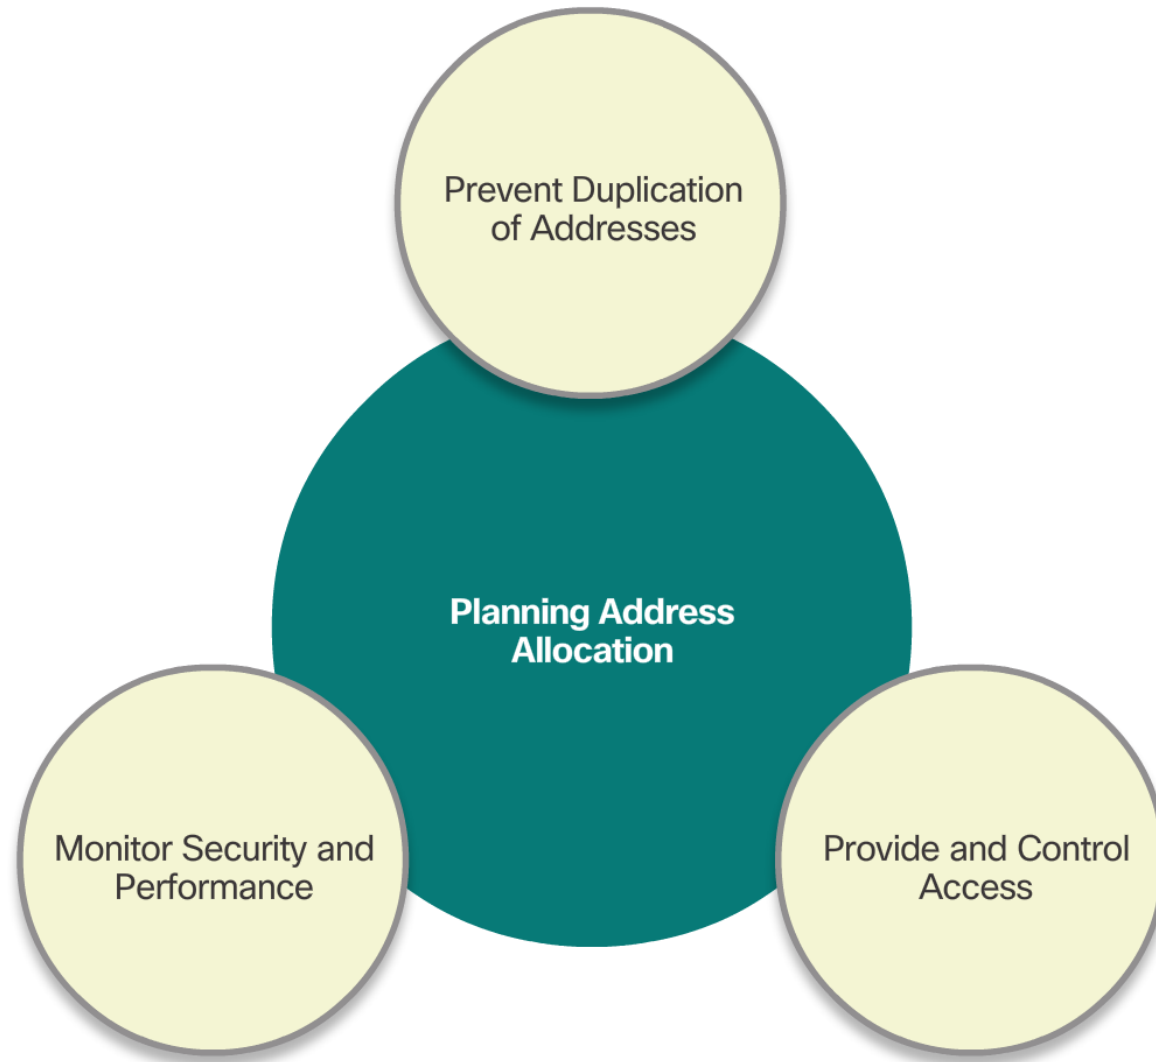 Prevent Duplication
of Addresses
Planning Address
Allocation
Monitor Security and
Performance
Provide and Control
Access